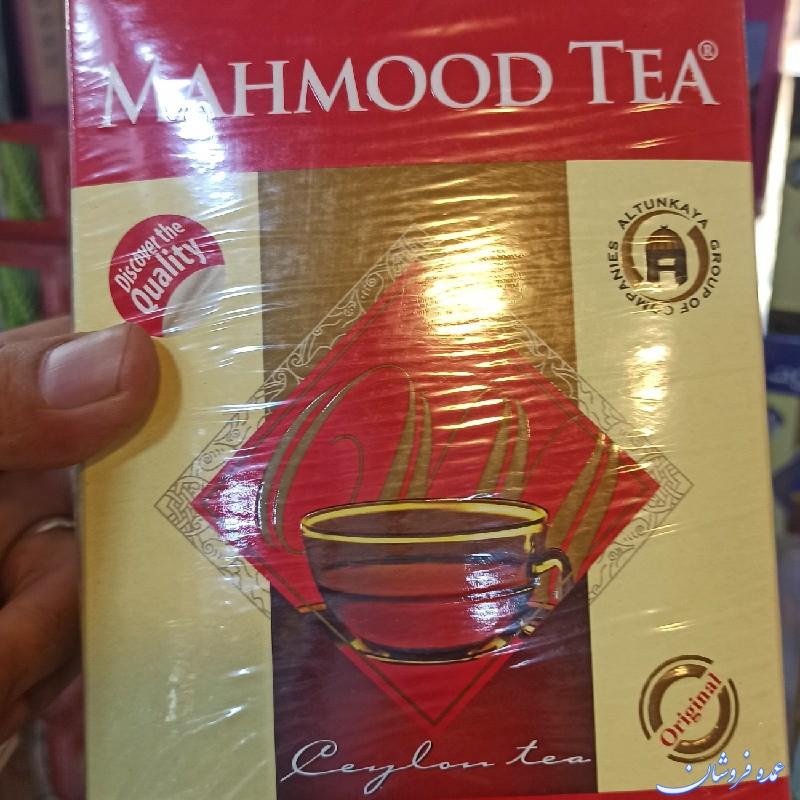 MAHMOOD TEA®
Discover the
Quality
ALTUNKAYA GROUP OF COMPANIES
Original
Ceylon tea
عمده فروشان